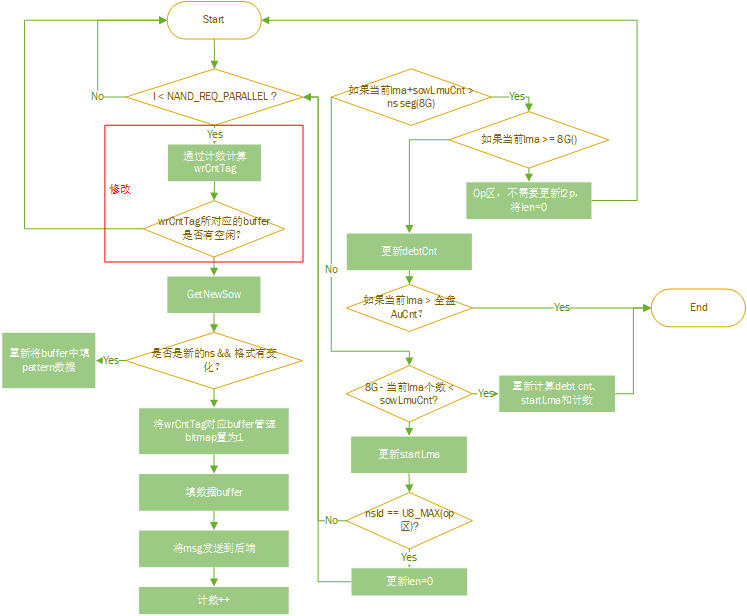 Start
I < NAND_REQ_PARALLEL ?
No
Yes
修改
通过计数计算
wrCntTag
wrCntTag所对应的buffer
是否有空闲?
GetNewSow
是否是新的ns && 格式有变
化?
Yes
重新将buffer中填
pattern数据
将wrCntTag对应buffer管理
bitmap置为1
填数据buffer
将msg发送到后端
计数++
如果当前lma+sowLmuCnt >
ns seg(8G)
Yes
如果当前lma >= 8G()
Op区，不需要更新l2p，
将len=0
更新debtCnt
No
如果当前lma > 全盘
AuCnt?
Yes
End
8G - 当前lma个数 <
sowLmuCnt?
Yes
重新计算debt cnt、
startLma和计数
更新startLma
nsId == U8_MAX(op
区)?
No
Yes
更新len=0